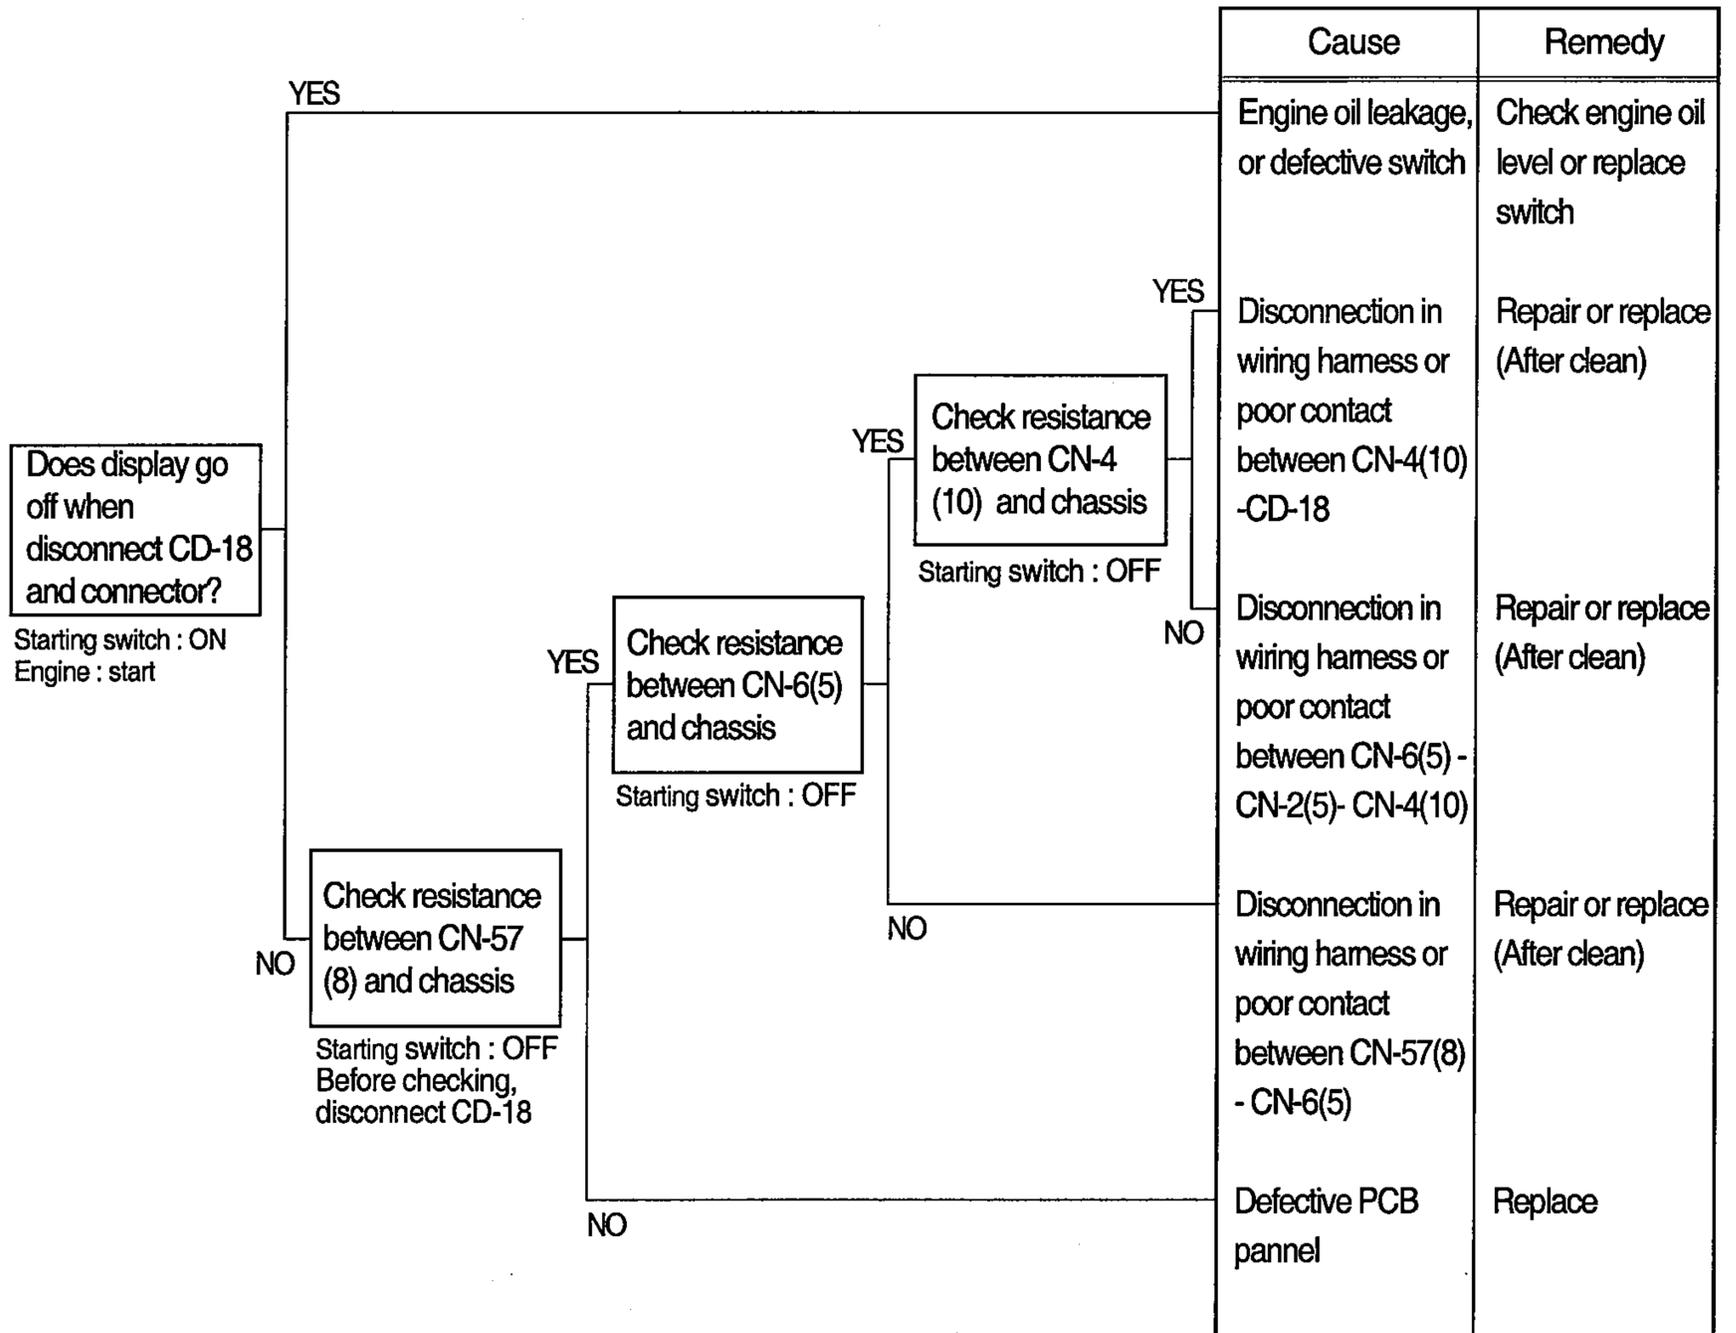 Cause
Remedy
YES
Engine oil leakage,
or defective switch
Check engine oil
level or replace
switch
YES
Disconnection in
wiring harness or
poor contact
between CN-4(10)
-CD-18
Repair or replace
(After clean)
YES
Check resistance
between CN-4
(10) and chassis
Starting switch : OFF
Does display go
off when
disconnect CD-18
and connector?
Starting switch : ON
Engine : start
NO
Disconnection in
wiring harness or
poor contact
between CN-6(5) -
CN-2(5)- CN-4(10)
Repair or replace
(After clean)
YES
Check resistance
between CN-6(5)
and chassis
Starting switch : OFF
NO
Disconnection in
wiring harness or
poor contact
between CN-57(8)
- CN-6(5)
Repair or replace
(After clean)
NO
Check resistance
between CN-57
(8) and chassis
Starting switch : OFF
Before checking,
disconnect CD-18
NO
Defective PCB
pannel
Replace